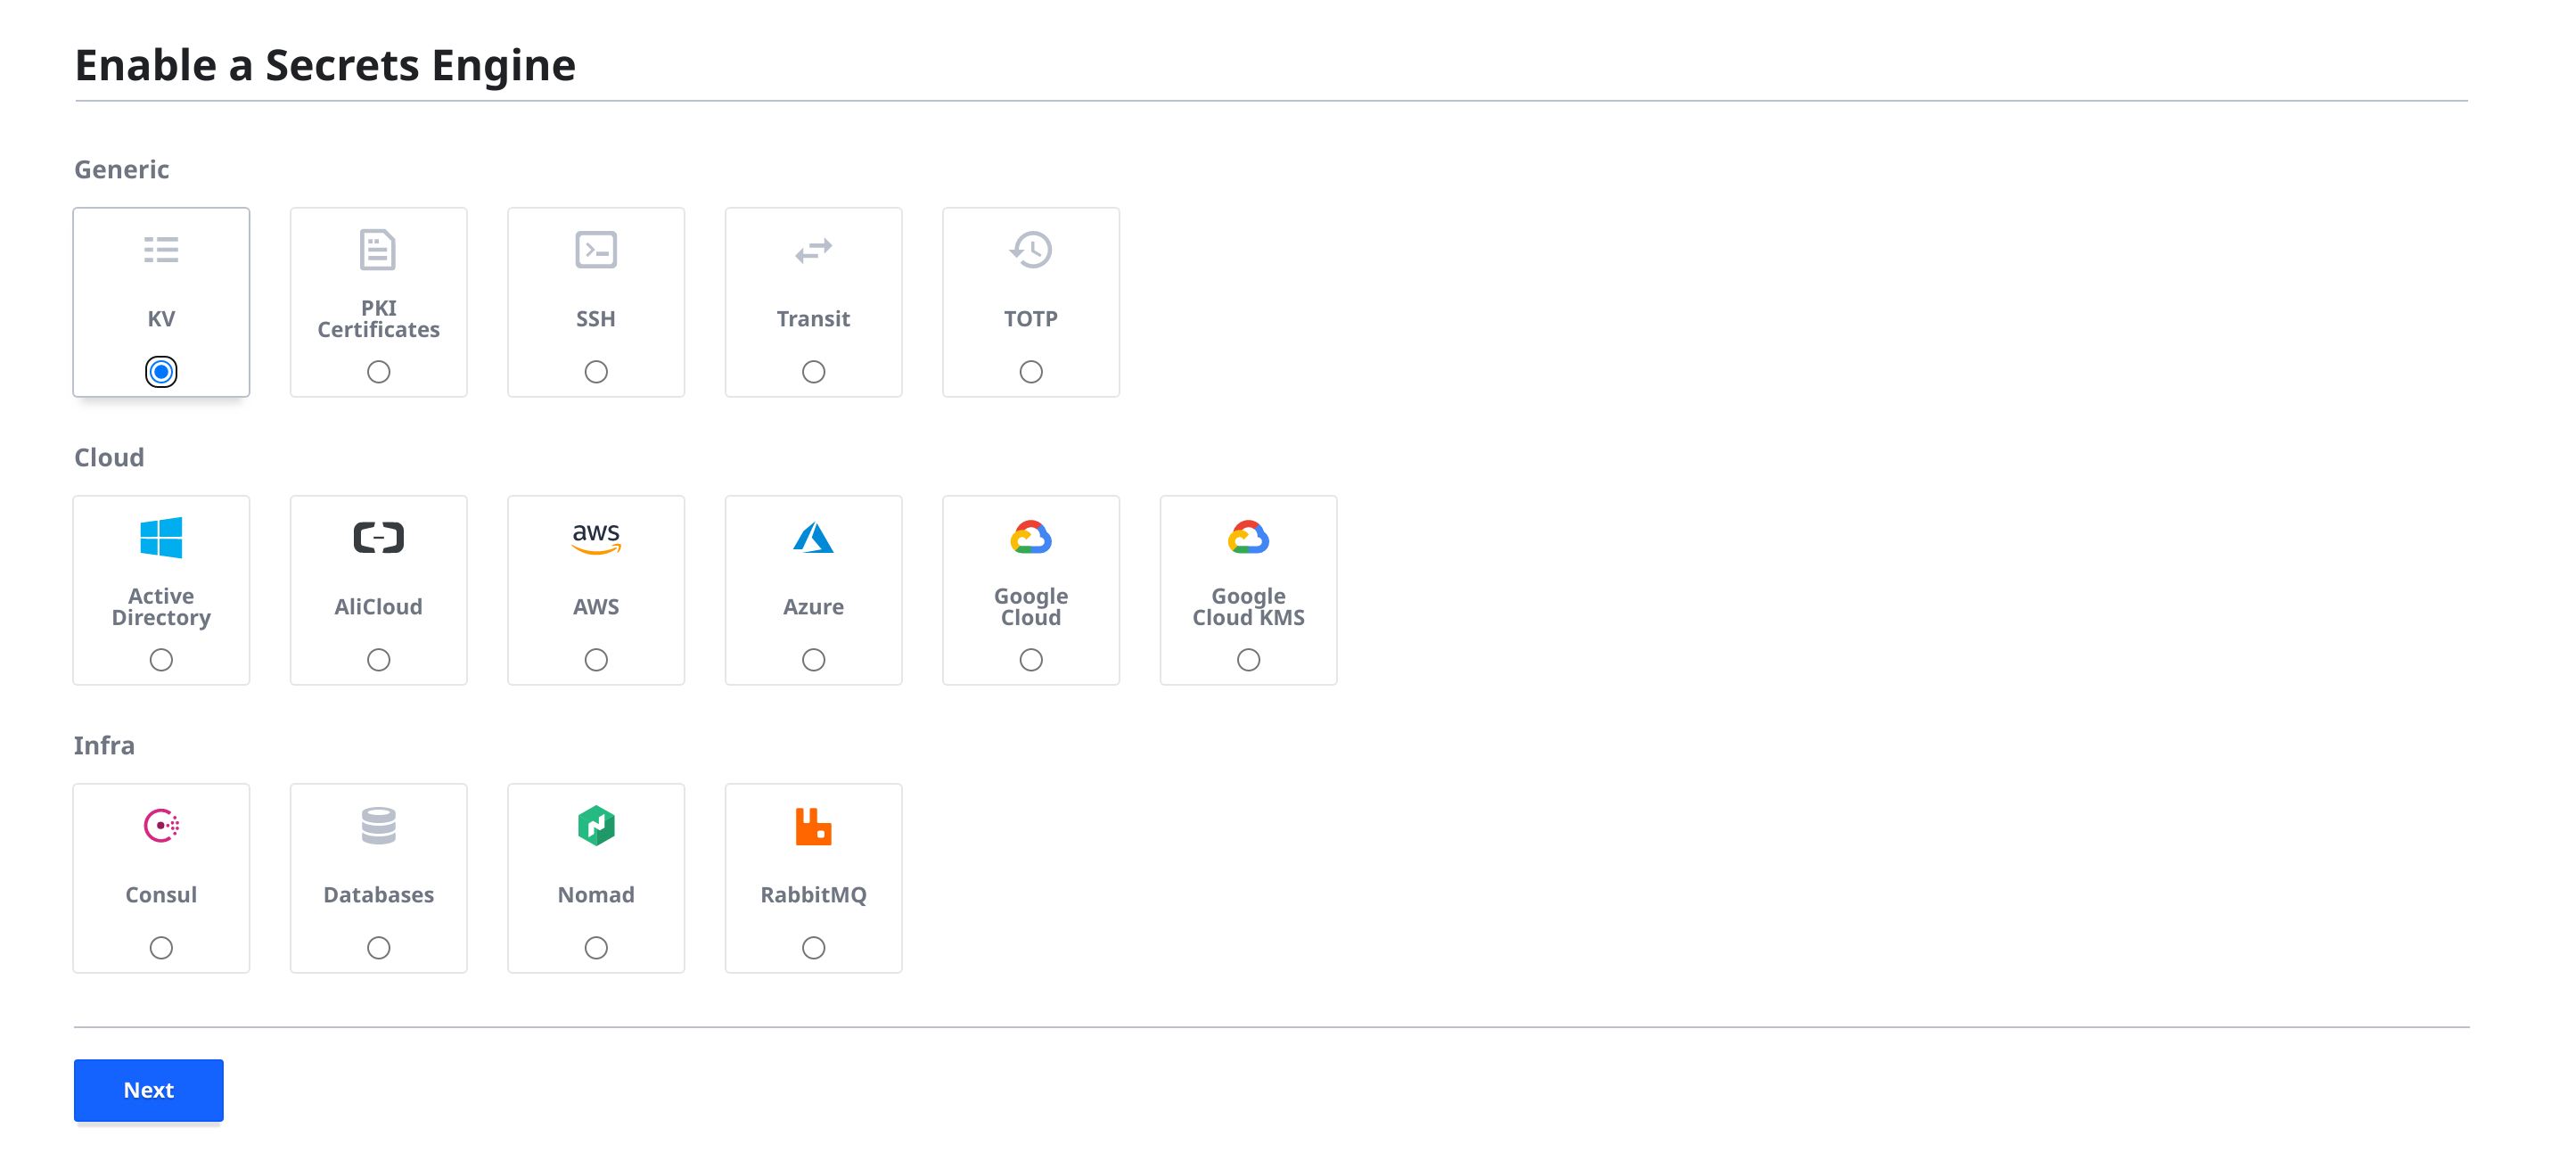 Enable a Secrets Engine
Generic
KV
PKI
Certificates
SSH
Transit
TOTP
Cloud
Active
Directory
AliCloud
aws
AWS
Azure
Google
Cloud
Google
Cloud KMS
Infra
Consul
Databases
Nomad
RabbitMQ
Next